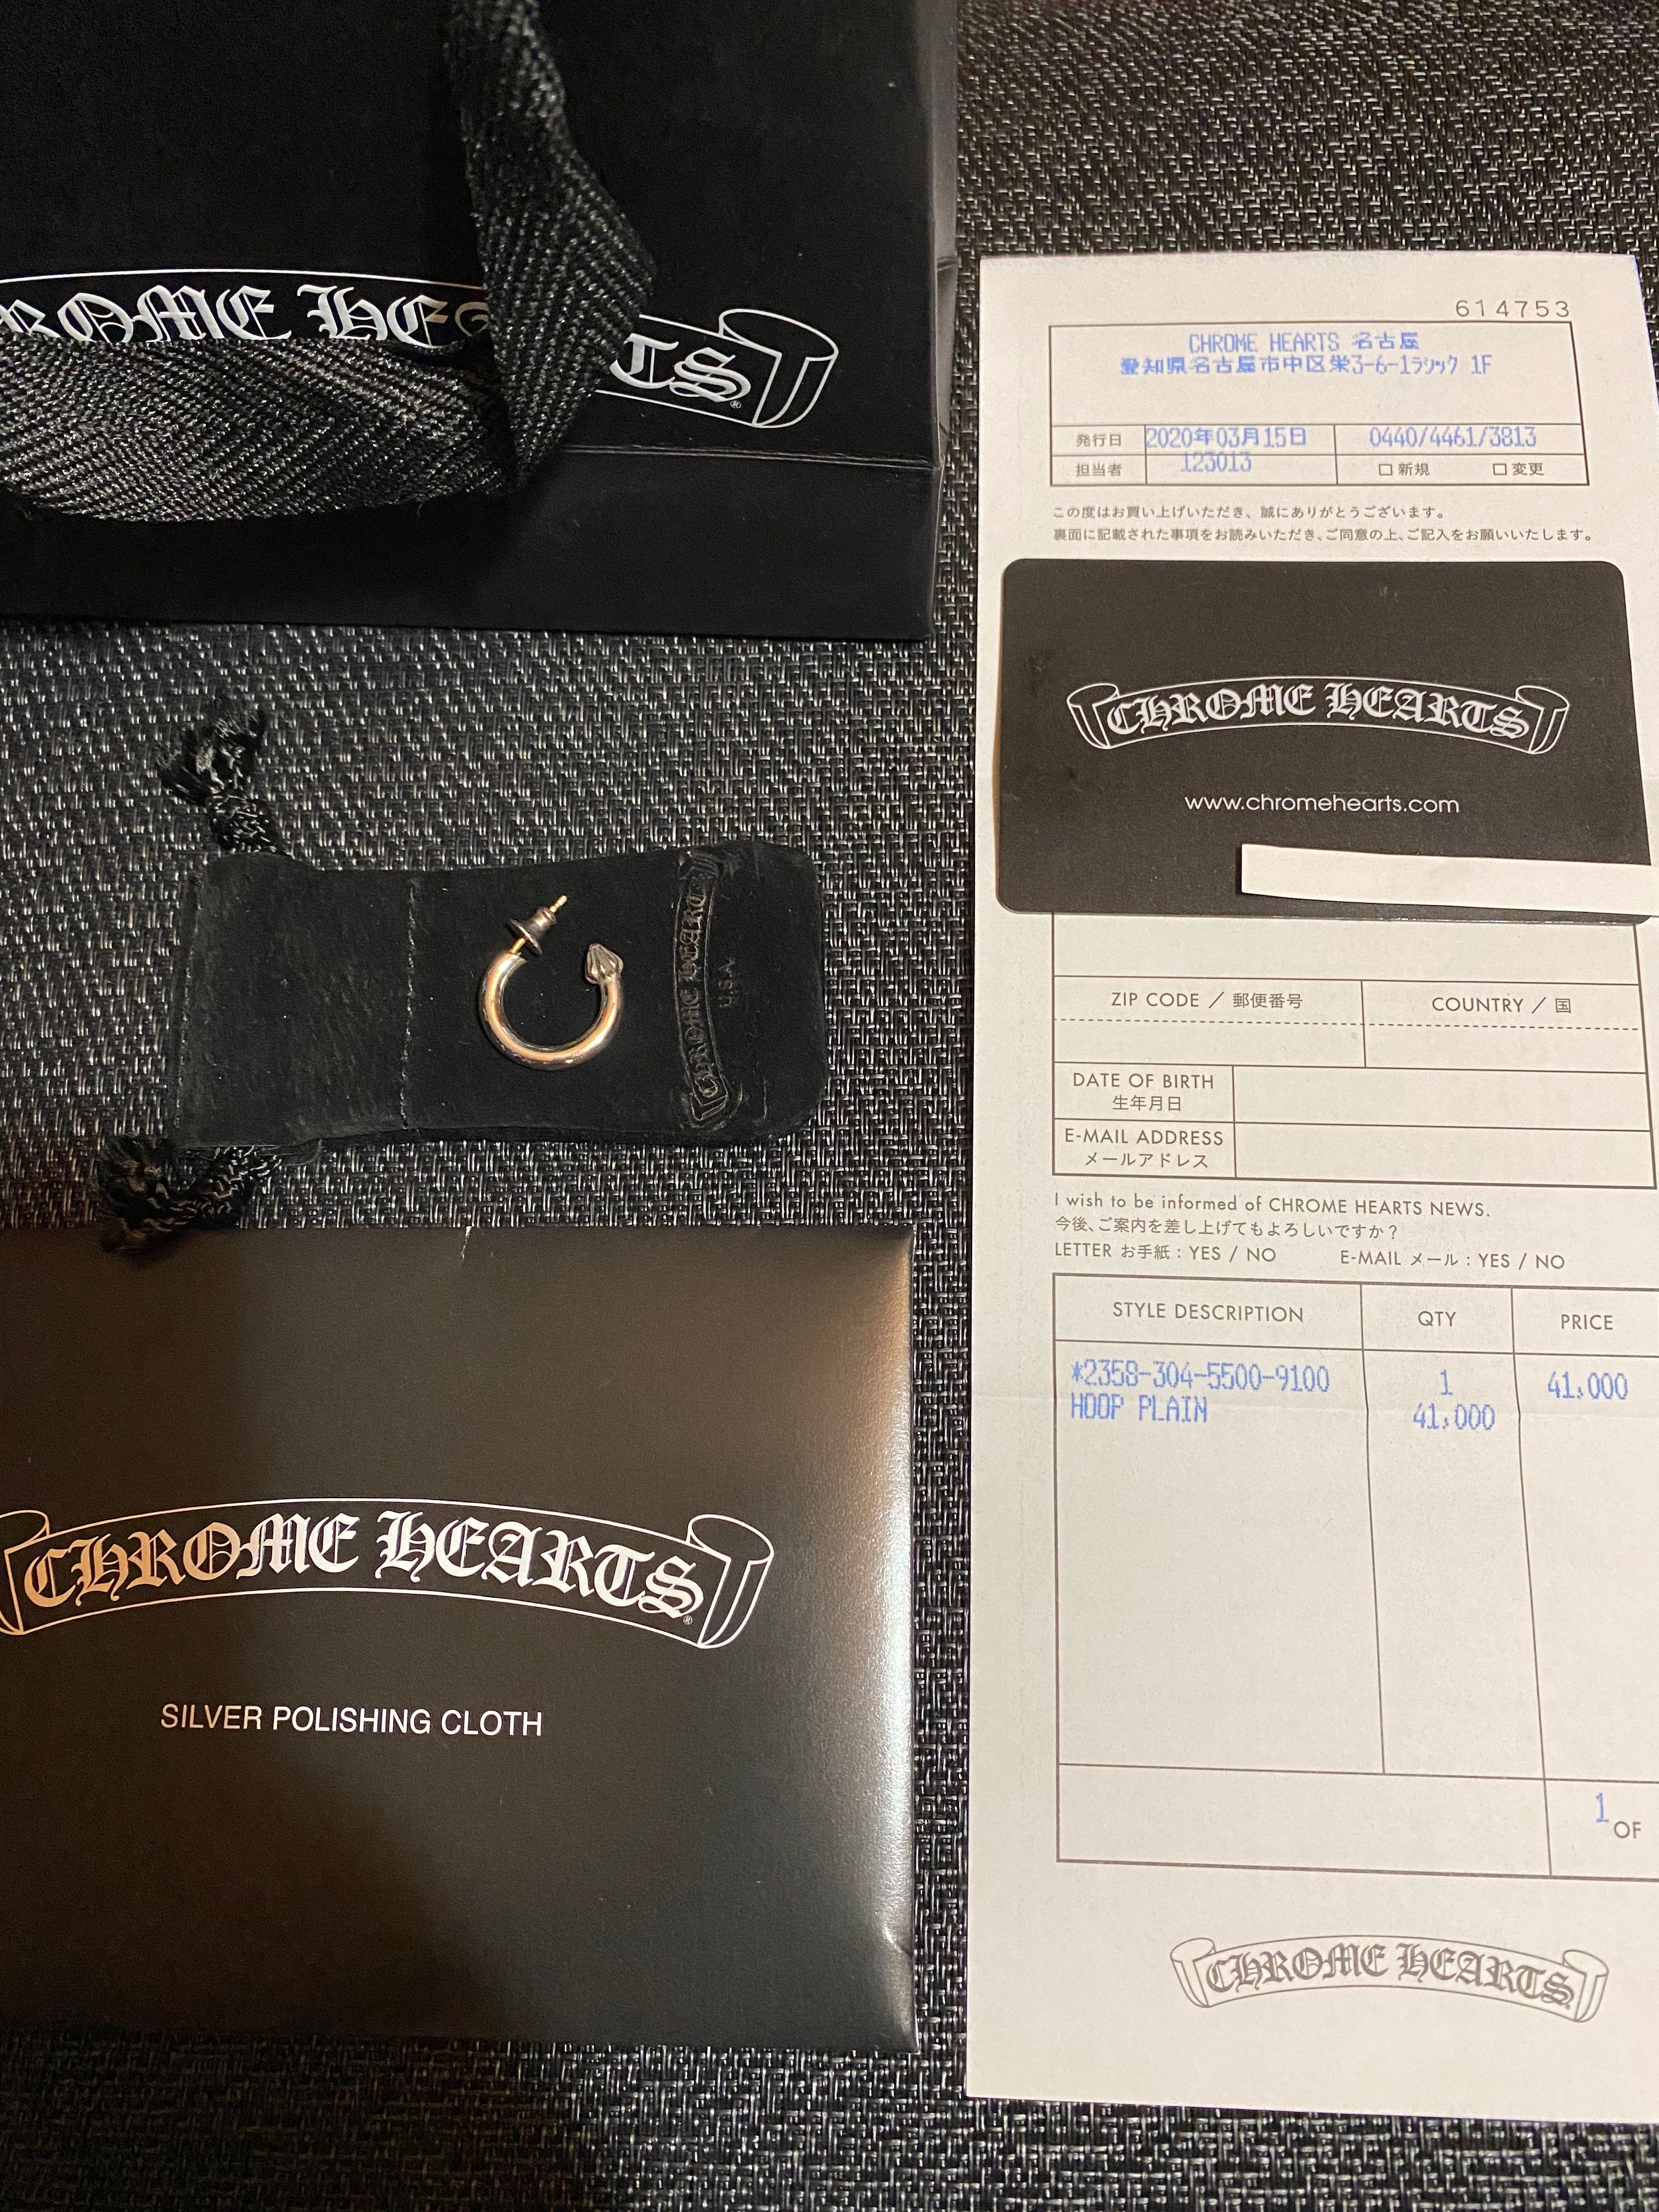 ROME HE
TS®
614753
CHROME HEARTS 名古屋
愛知県名古屋市中区栄3-6-1ラシック 1F
発行日 2020年03月15日 0440/4461/3813
担当者 123013 □ 新規 □ 変更
この度はお買い上げいただき、誠にありがとうございます。
裏面に記載された事項をお読みいただき、ご同意の上、ご記入をお願いいたします。
CHROME HEARTS
www.chromehearts.com
ZIP CODE / 郵便番号 COUNTRY / 国
DATE OF BIRTH
生年月日
E-MAIL ADDRESS
メールアドレス
I wish to be informed of CHROME HEARTS NEWS.
今後、ご案内を差し上げてもよろしいですか?
LETTER お手紙 : YES / NO E-MAIL メール : YES / NO
STYLE DESCRIPTION QTY PRICE
*2358-304-5500-9100 1 41,000
HOOP PLAIN 41,000
1 OF
CHROME HEARTS
CHROME HEARTS
U.S.A.
CHROME HEARTS®
SILVER POLISHING CLOTH